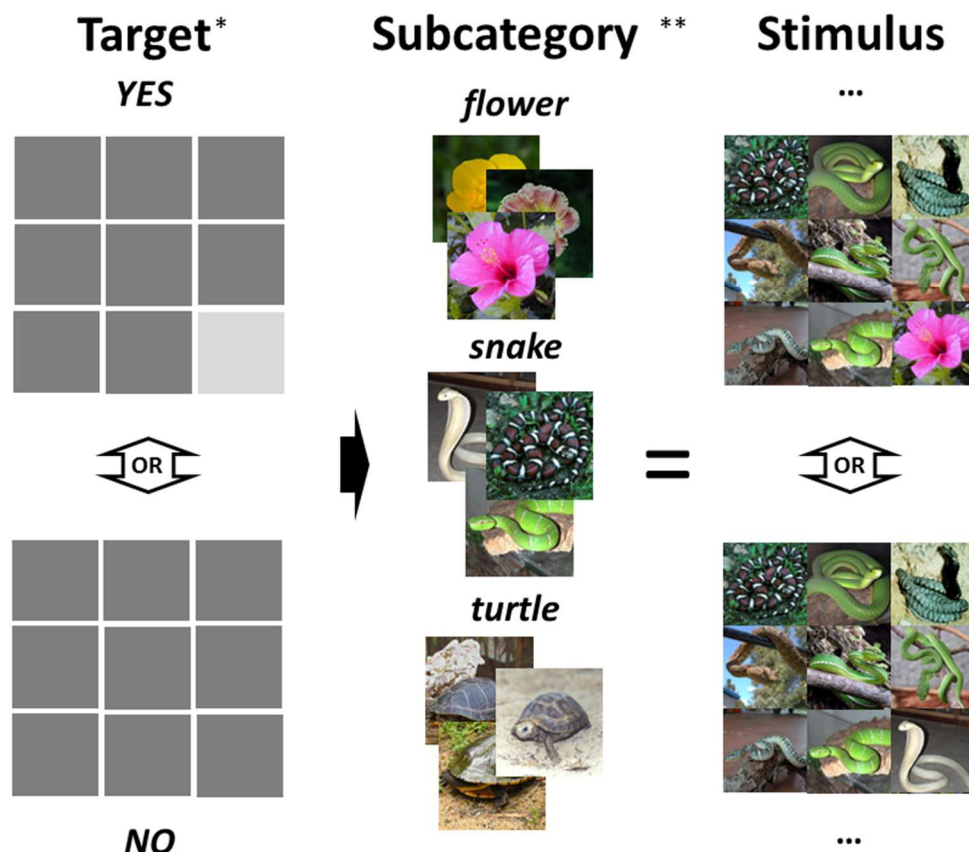 Target* Subcategory ** Stimulus
YES
flower
...
snake
OR
=
OR
turtle
NO
...